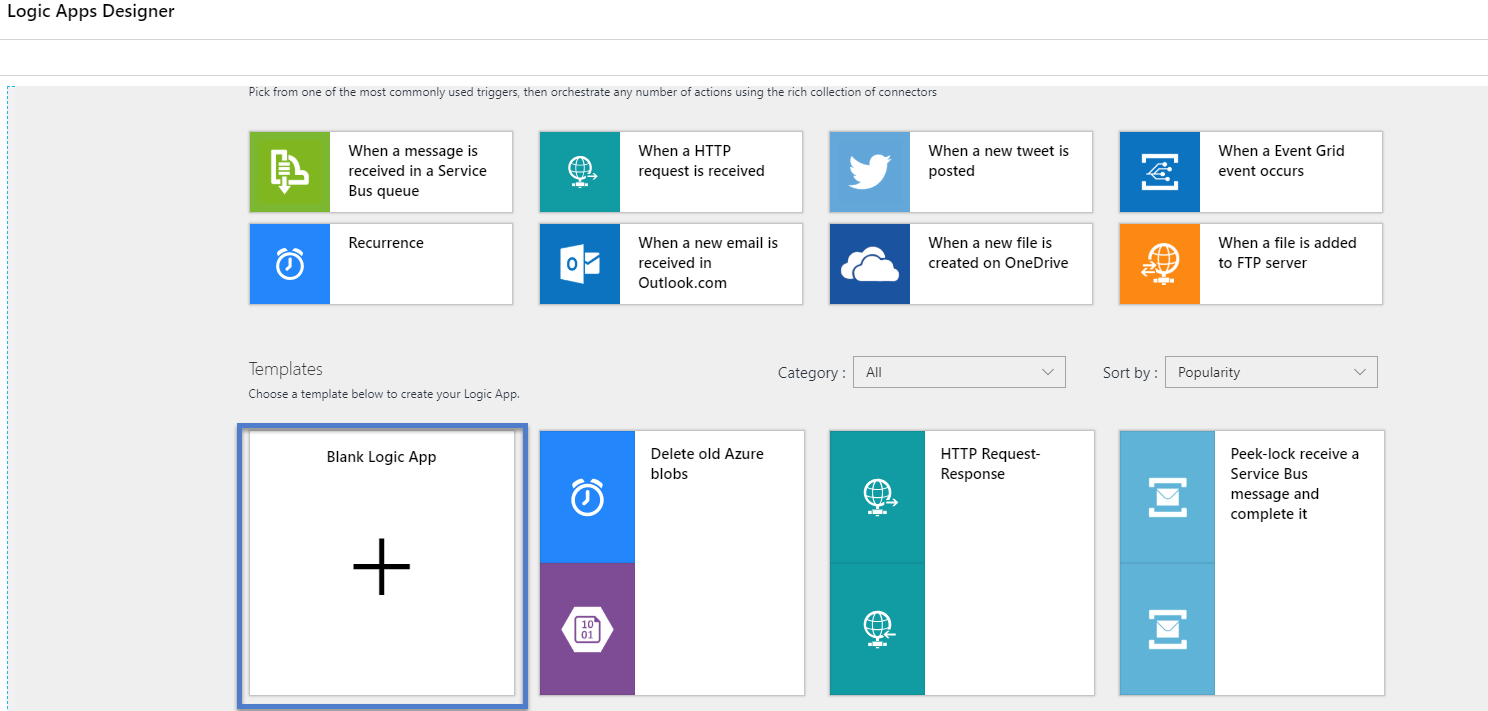 Logic Apps Designer
Pick from one of the most commonly used triggers, then orchestrate any number of actions using the rich collection of connectors
When a message is
received in a Service
Bus queue
When a HTTP
request is received
When a new tweet is
posted
When a Event Grid
event occurs
Recurrence
When a new email is
received in
Outlook.com
When a new file is
created on OneDrive
When a file is added
to FTP server
Templates
Choose a template below to create your Logic App.
Category :
All
Sort by :
Popularity
Blank Logic App
Delete old Azure
blobs
10
01
HTTP Request-
Response
Peek-lock receive a
Service Bus
message and
complete it